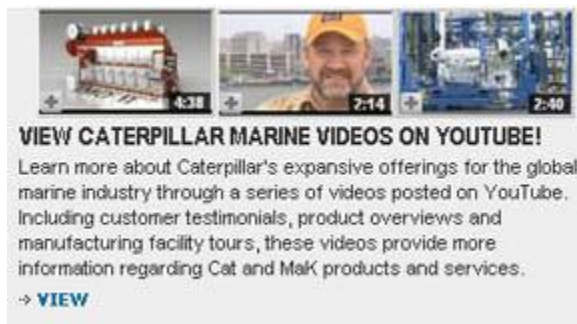 4:38 2:14 2:40
VIEW CATERPILLAR MARINE VIDEOS ON YOUTUBE!
Learn more about Caterpillar's expansive offerings for the global
marine industry through a series of videos posted on YouTube.
Including customer testimonials, product overviews and
manufacturing facility tours, these videos provide more
information regarding Cat and MaK products and services.
→ VIEW